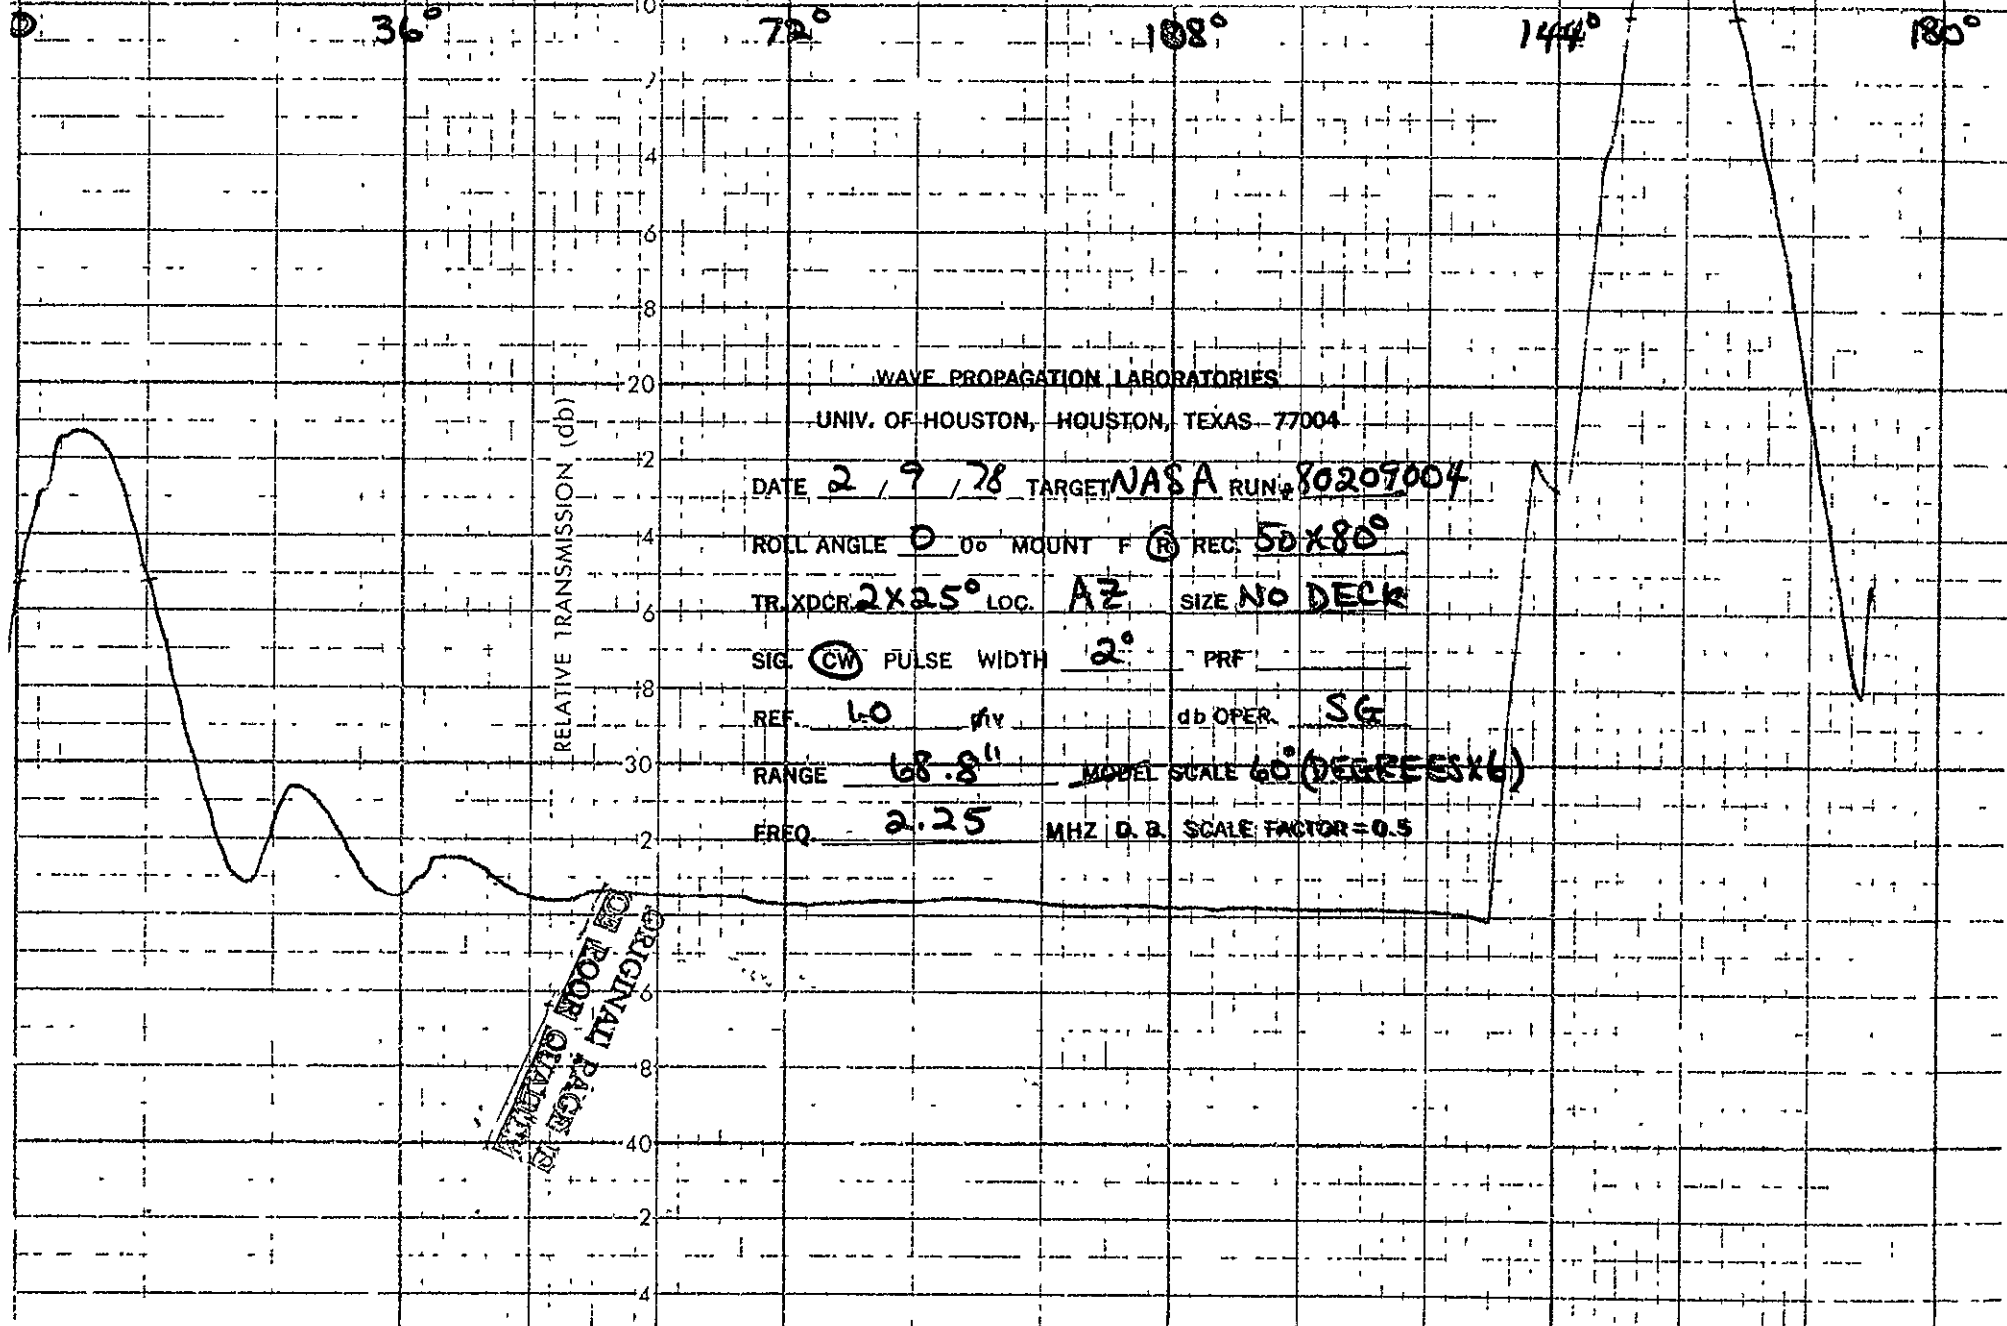 0 36° 72° 108° 144° 180°
10
2
4
6
8
20
2
4
6
8
30
2
4
6
8
40
2
4
RELATIVE TRANSMISSION (db)
WAVE PROPAGATION LABORATORIES
UNIV. OF HOUSTON, HOUSTON, TEXAS 77004
DATE 2 / 9 / 78 TARGET NASA RUN# 80209004
ROLL ANGLE 0 MOUNT F R REC. 50X80°
TR. XDCR 2X25° LOC. AZ SIZE NO DECK
SIG. CW PULSE WIDTH 2° PRF
REF. db OPER. SG
RANGE 68.8" MODEL SCALE 60° (DEGREES X6)
FREQ. 2.25 MHZ D.B. SCALE FACTOR = 0.5
ORIGINAL PAGE IS
OF POOR QUALITY